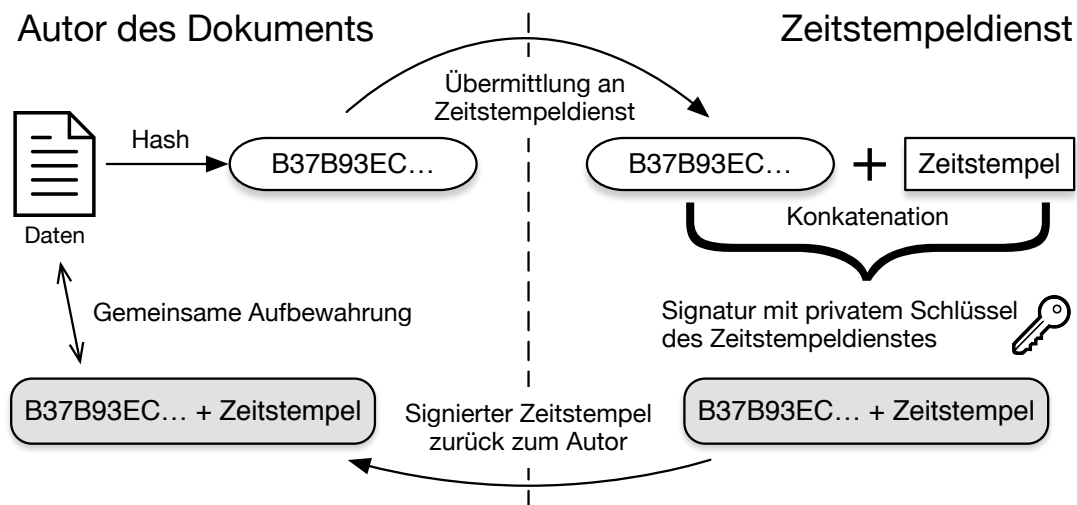 Autor des Dokuments
Zeitstempeldienst
Übermittlung an
Zeitstempeldienst
Hash
B37B93EC…
B37B93EC…
+
Zeitstempel
Daten
Konkatenation
Gemeinsame Aufbewahrung
Signatur mit privatem Schlüssel
des Zeitstempeldienstes
B37B93EC… + Zeitstempel
Signierter Zeitstempel
zurück zum Autor
B37B93EC… + Zeitstempel